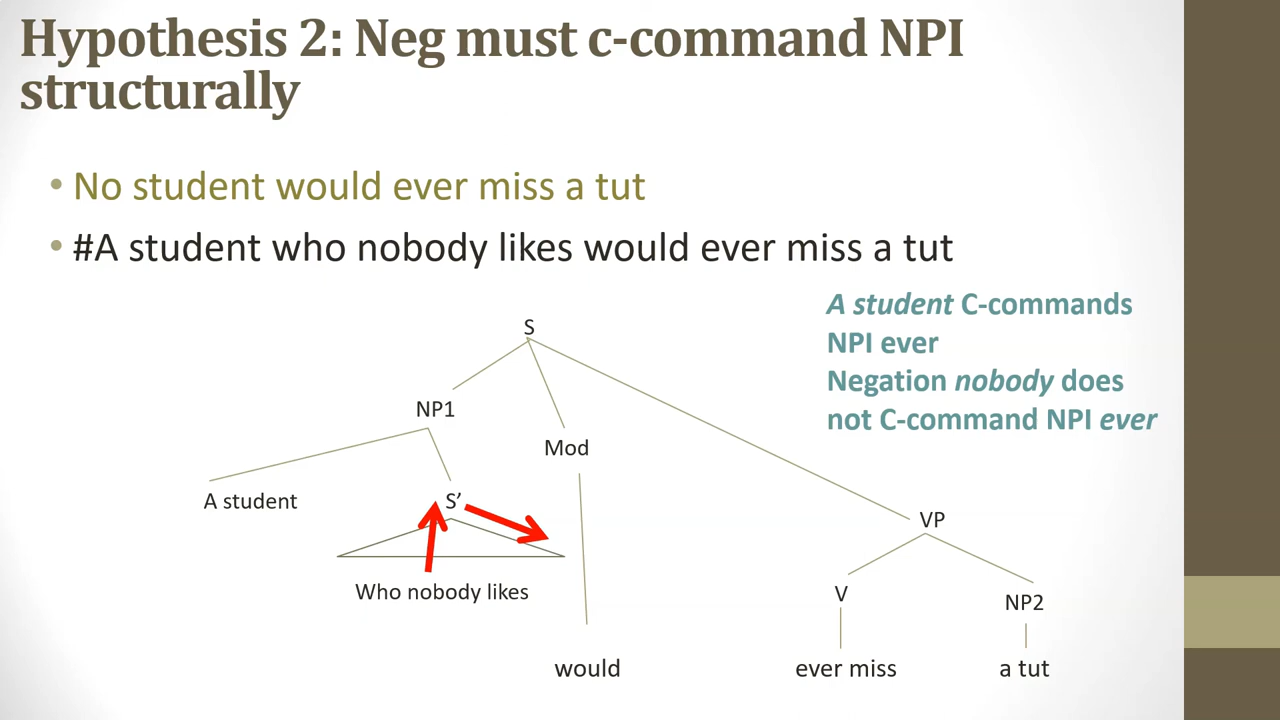 Hypothesis 2: Neg must c-command NPI
structurally
• No student would ever miss a tut
• #A student who nobody likes would ever miss a tut
A student C-commands
NPI ever
Negation nobody does
not C-command NPI ever
S
NP1
Mod
A student
S’
VP
Who nobody likes
V
NP2
would
ever miss
a tut